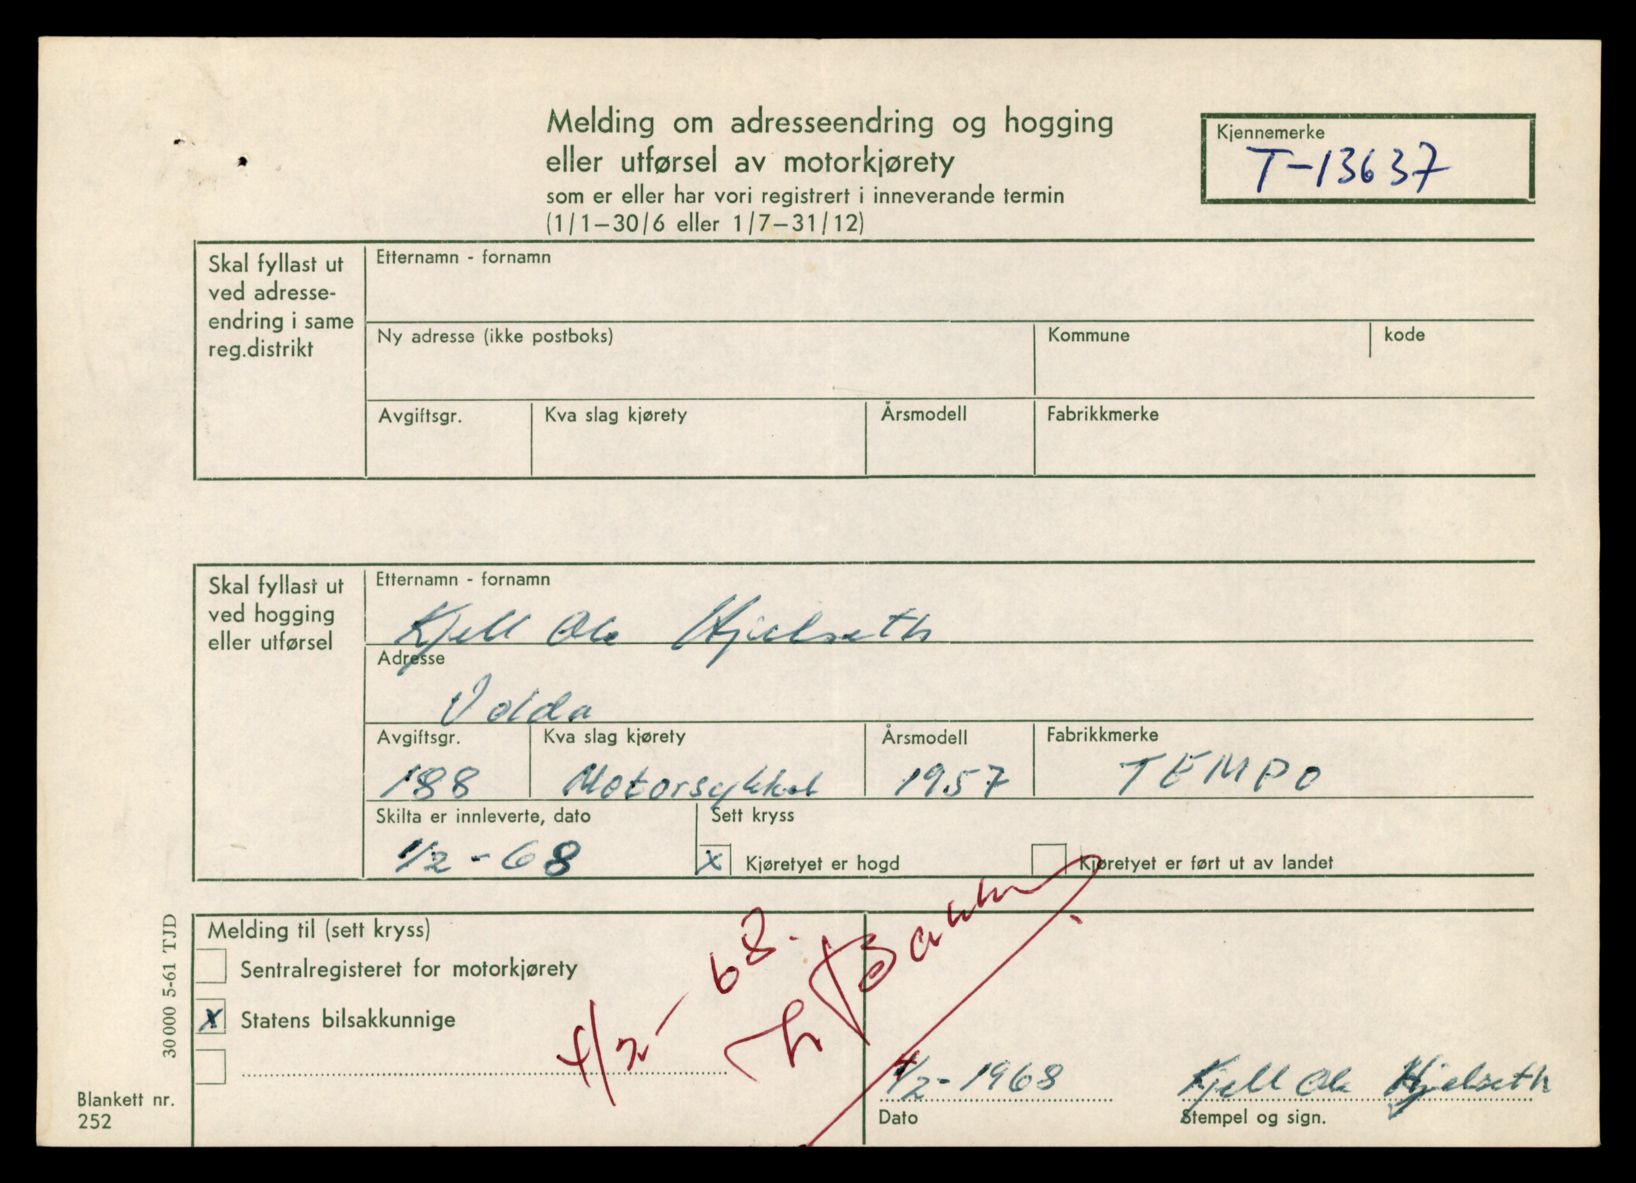 Melding om adresseendring og hogging
eller utførsel av motorkjørety
som er eller har vori registrert i inneverande termin
(1/1–30/6 eller 1/7–31/12)
Kjennemerke
T-13637
Skal fyllast ut
ved adresse-
endring i same
reg.distrikt
Etternamn - fornamn
Ny adresse (ikke postboks)
Kommune
kode
Avgiftsgr.
Kva slag kjørety
Årsmodell
Fabrikkmerke
Skal fyllast ut
ved hogging
eller utførsel
Etternamn - fornamn
Kjell Ole Hjelseth
Adresse
Volda
Avgiftsgr.
188
Kva slag kjørety
Motorsykkel
Årsmodell
1957
Fabrikkmerke
TEMPO
Skilta er innleverte, dato
1/2-68
Sett kryss
X Kjøretyet er hogd
Kjøretyet er ført ut av landet
Melding til (sett kryss)
Sentralregisteret for motorkjørety
X Statens bilsakkunnige
4/2-68.
1/2-1968
Dato
Kjell Ole Hjelseth
Stempel og sign.
30000 5-61 TJD
Blankett nr.
252